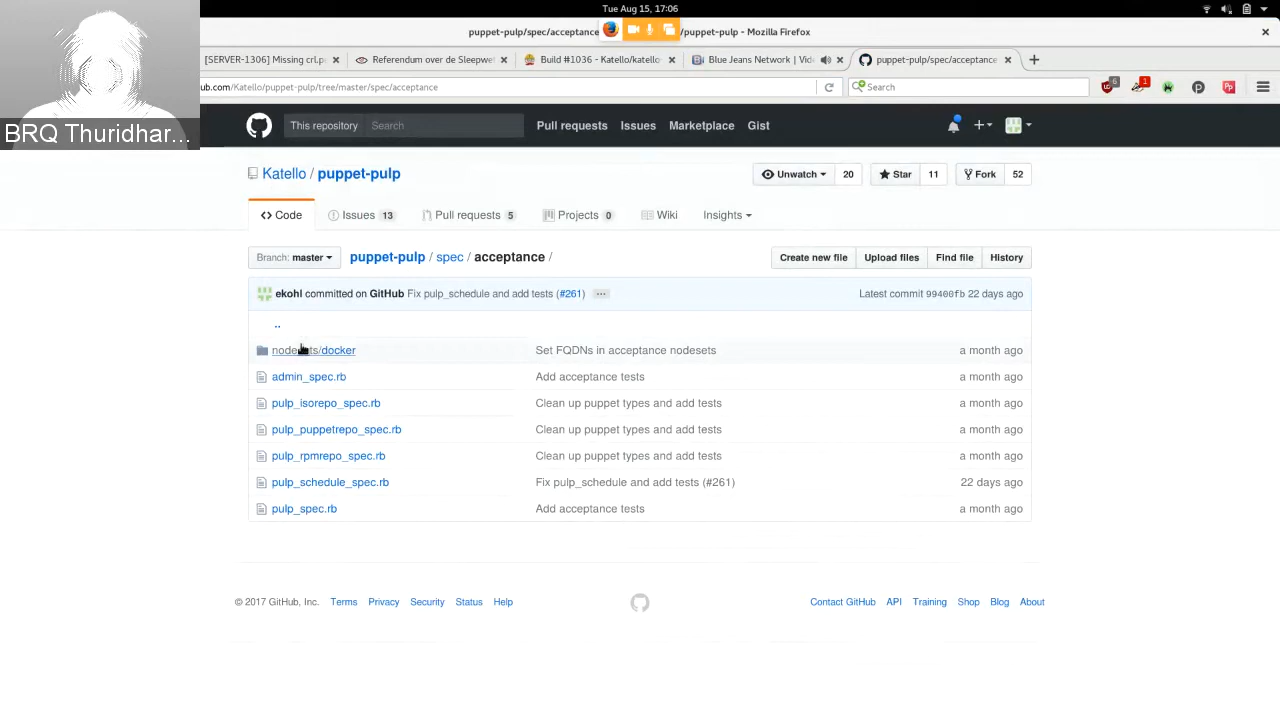 Tue Aug 15, 17:06
puppet-pulp/spec/acceptance /puppet-pulp - Mozilla Firefox
[SERVER-1306] Missing crl.p
Referendum over de Sleepwe
Build #1036 - Katello/katello
Blue Jeans Network | Vid
puppet-pulp/spec/acceptance
ub.com/Katello/puppet-pulp/tree/master/spec/acceptance
Search
6
1
BRQ Thuridhar...
This repository Search Pull requests Issues Marketplace Gist
Katello / puppet-pulp
Unwatch 20 Star 11 Fork 52
Code Issues 13 Pull requests 5 Projects 0 Wiki Insights
Branch: master puppet-pulp / spec / acceptance /
Create new file Upload files Find file History
ekohl committed on GitHub Fix pulp_schedule and add tests (#261) ... Latest commit 99400fb 22 days ago
..
nodesets/docker Set FQDNs in acceptance nodesets a month ago
admin_spec.rb Add acceptance tests a month ago
pulp_isorepo_spec.rb Clean up puppet types and add tests a month ago
pulp_puppetrepo_spec.rb Clean up puppet types and add tests a month ago
pulp_rpmrepo_spec.rb Clean up puppet types and add tests a month ago
pulp_schedule_spec.rb Fix pulp_schedule and add tests (#261) 22 days ago
pulp_spec.rb Add acceptance tests a month ago
© 2017 GitHub, Inc. Terms Privacy Security Status Help
Contact GitHub API Training Shop Blog About